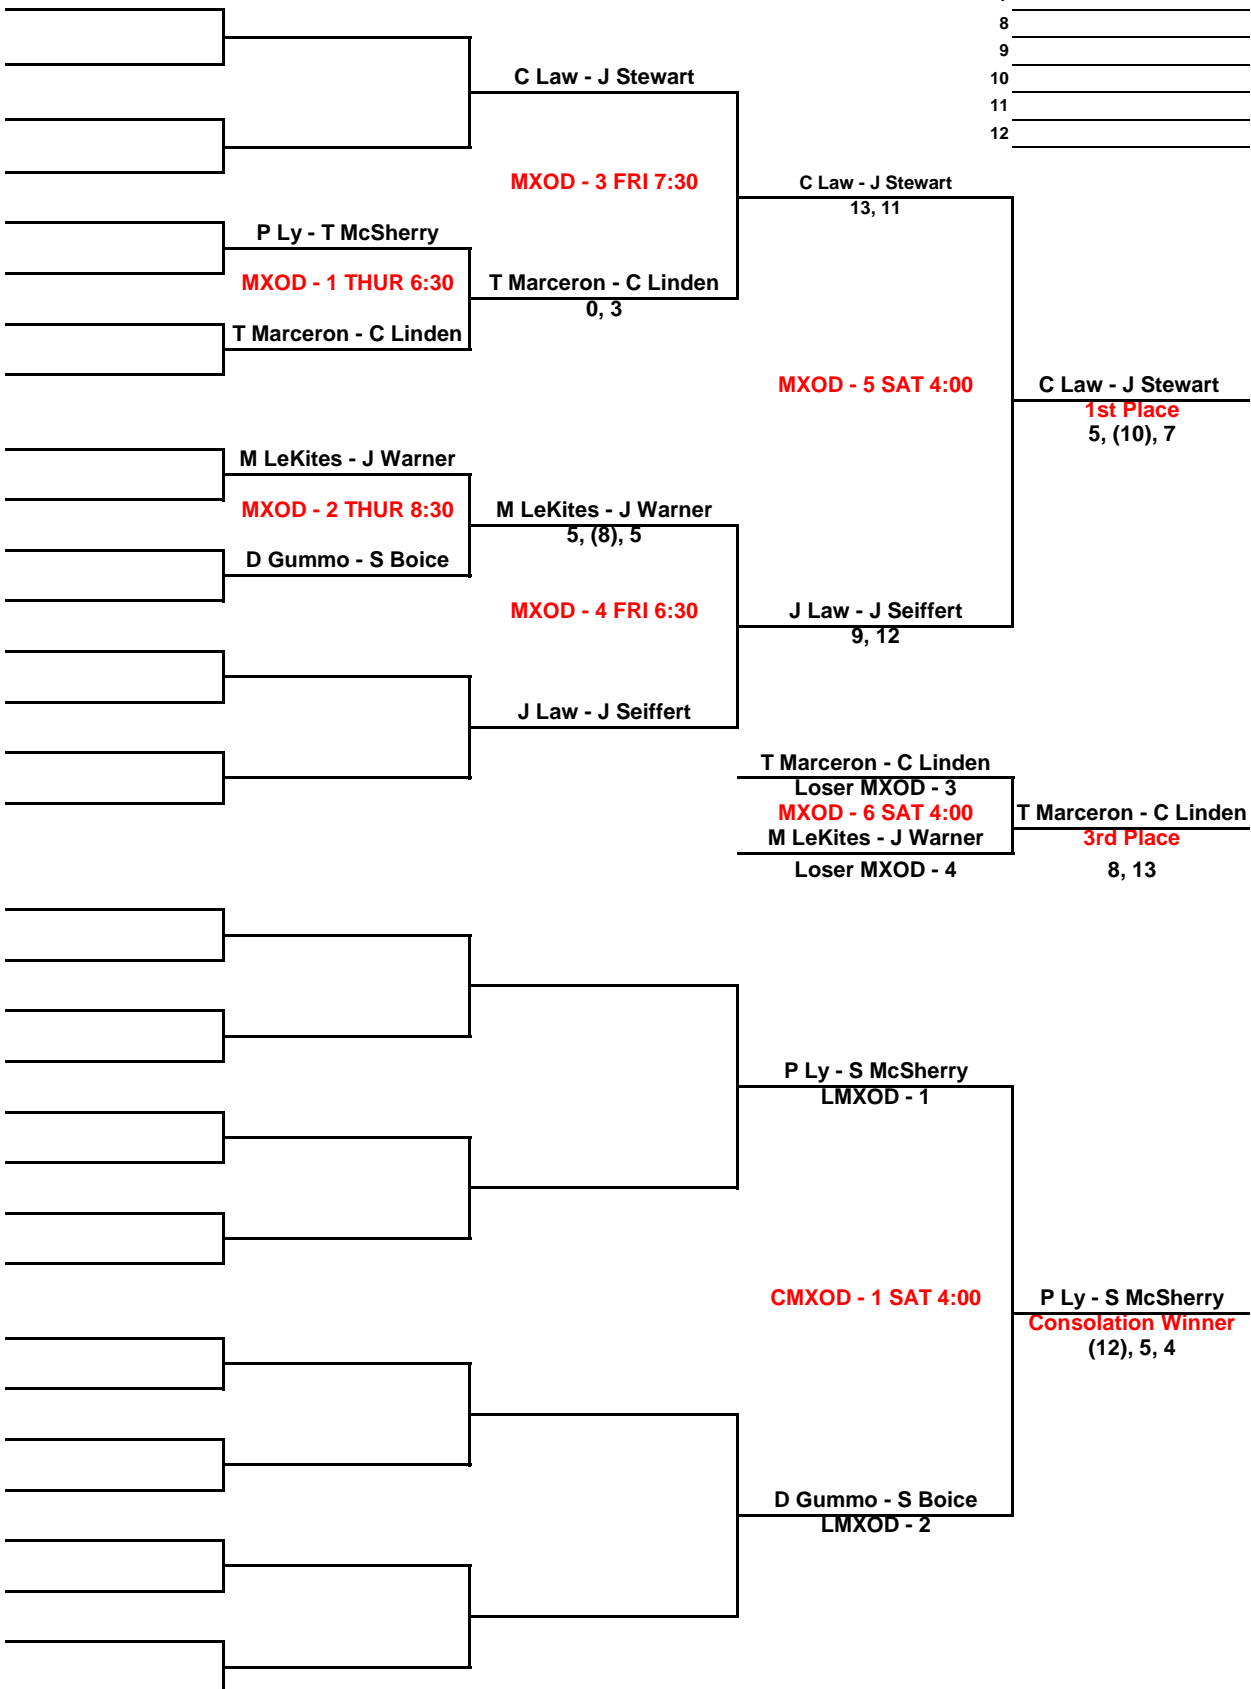 8
9
10
11
12
C Law - J Stewart
MXOD - 3 FRI 7:30
C Law - J Stewart
13, 11
P Ly - T McSherry
MXOD - 1 THUR 6:30
T Marceron - C Linden
0, 3
T Marceron - C Linden
MXOD - 5 SAT 4:00
C Law - J Stewart
1st Place
5, (10), 7
M LeKites - J Warner
MXOD - 2 THUR 8:30
M LeKites - J Warner
5, (8), 5
D Gummo - S Boice
MXOD - 4 FRI 6:30
J Law - J Seiffert
9, 12
J Law - J Seiffert
T Marceron - C Linden
Loser MXOD - 3
MXOD - 6 SAT 4:00
T Marceron - C Linden
M LeKites - J Warner
3rd Place
Loser MXOD - 4
8, 13
P Ly - S McSherry
LMXOD - 1
CMXOD - 1 SAT 4:00
P Ly - S McSherry
Consolation Winner
(12), 5, 4
D Gummo - S Boice
LMXOD - 2